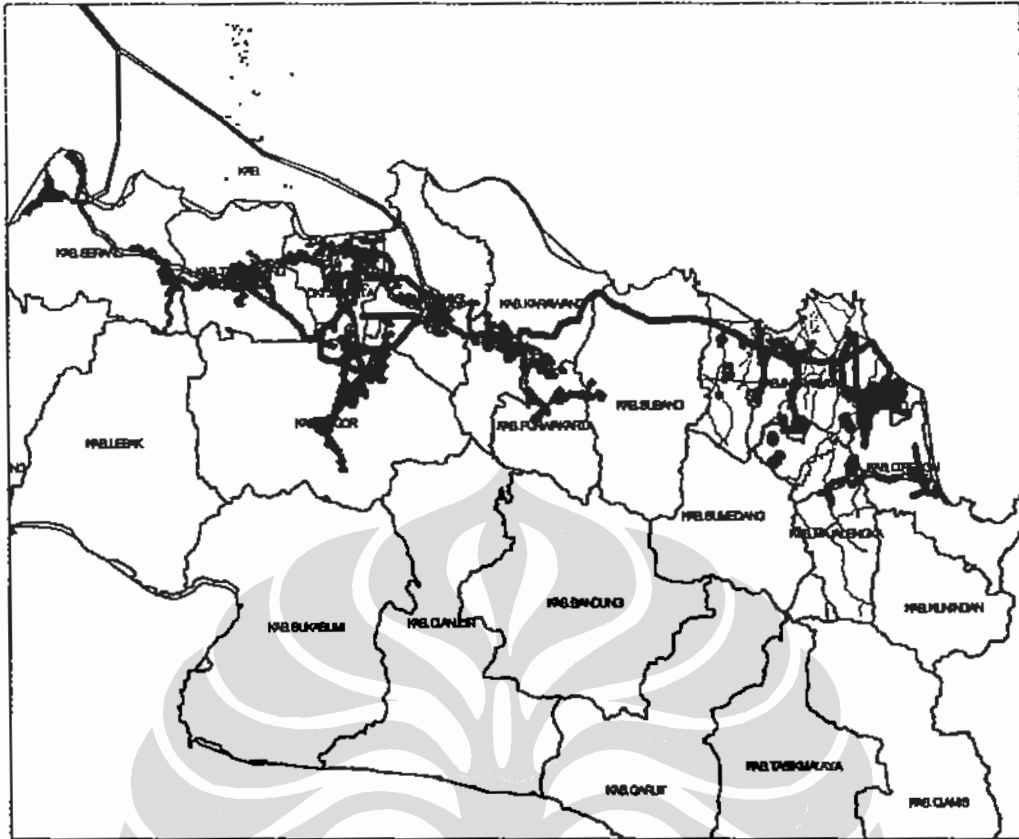 KAB.
KAB. SERANG
KAB. KARAWANG
KAB. SUBANG
KAB. PURWAKARTA
KAB. LEBAK
KAB. CIREBON
KAB. SUMEDANG
KAB. MAJALENGKA
KAB. BANDUNG
KAB. KUNINGAN
KAB. SUKABUMI
KAB. CIANJUR
KAB. TASIKMALAYA
KAB. GARUT
KAB. CIAMIS